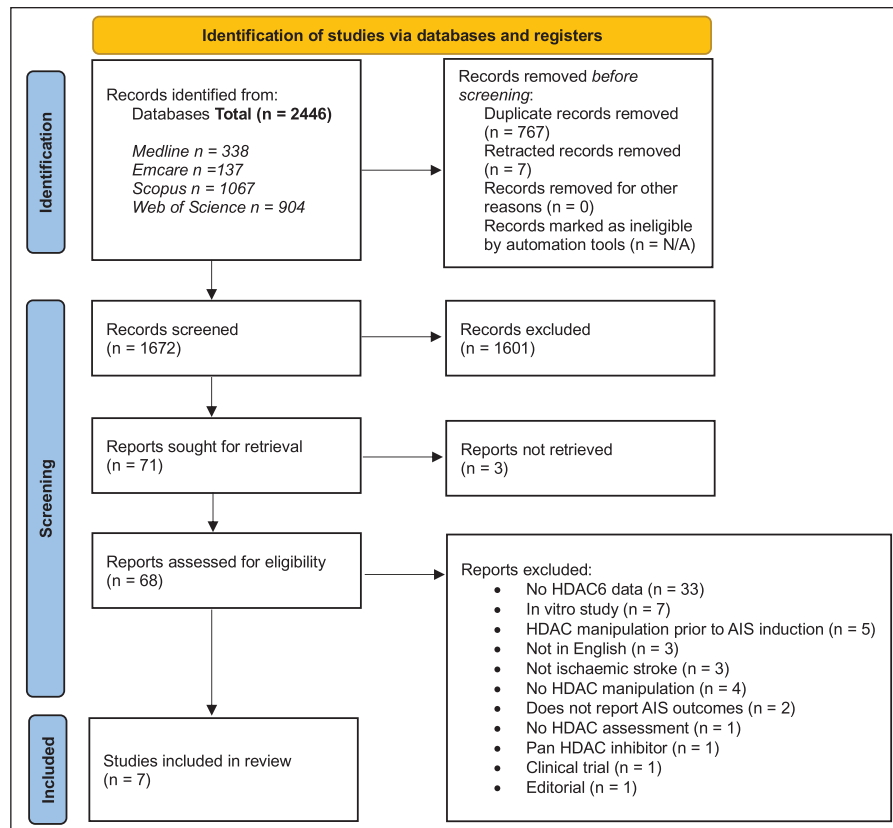 Identification of studies via databases and registers
Identification
Records identified from:
Databases Total (n = 2446)
Medline n = 338
Emcare n =137
Scopus n = 1067
Web of Science n = 904
Records removed before
screening:
Duplicate records removed
(n = 767)
Retracted records removed
(n = 7)
Records removed for other
reasons (n = 0)
Records marked as ineligible
by automation tools (n = N/A)
Screening
Records screened
(n = 1672)
Records excluded
(n = 1601)
Reports sought for retrieval
(n = 71)
Reports not retrieved
(n = 3)
Reports assessed for eligibility
(n = 68)
Reports excluded:
• No HDAC6 data (n = 33)
• In vitro study (n = 7)
• HDAC manipulation prior to AIS induction (n = 5)
• Not in English (n = 3)
• Not ischaemic stroke (n = 3)
• No HDAC manipulation (n = 4)
• Does not report AIS outcomes (n = 2)
• No HDAC assessment (n = 1)
• Pan HDAC inhibitor (n = 1)
• Clinical trial (n = 1)
• Editorial (n = 1)
Included
Studies included in review
(n = 7)